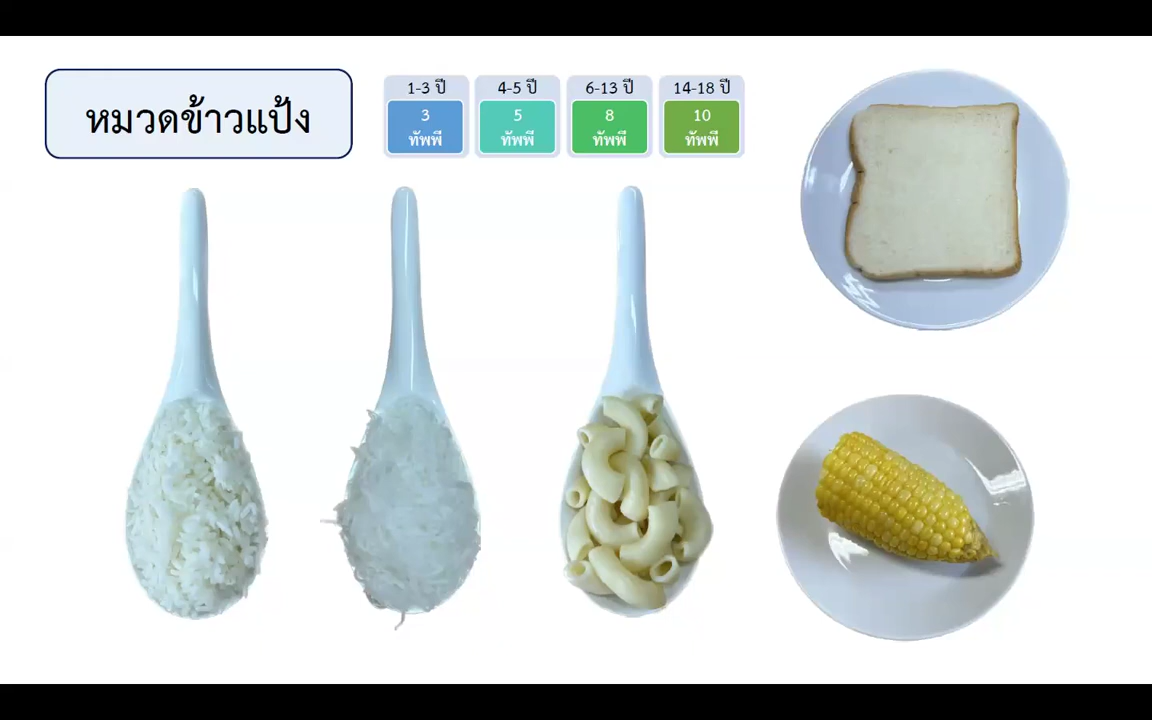 หมวดข้าวแป้ง
1-3 ปี
3
ทัพพี
4-5 ปี
5
ทัพพี
6-13 ปี
8
ทัพพี
14-18 ปี
10
ทัพพี